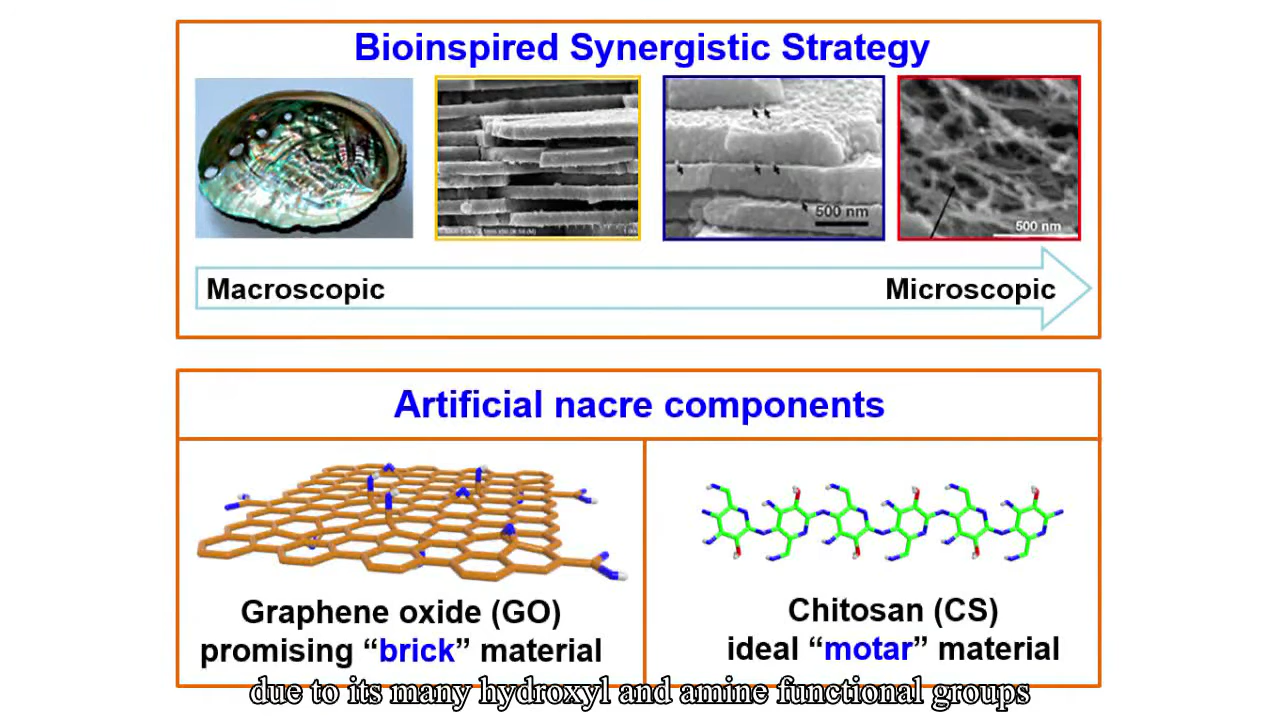 Bioinspired Synergistic Strategy
500 nm
500 nm
Macroscopic
Microscopic
Artificial nacre components
Graphene oxide (GO)
promising “brick” material
Chitosan (CS)
ideal “motar” material
due to its many hydroxyl and amine functional groups